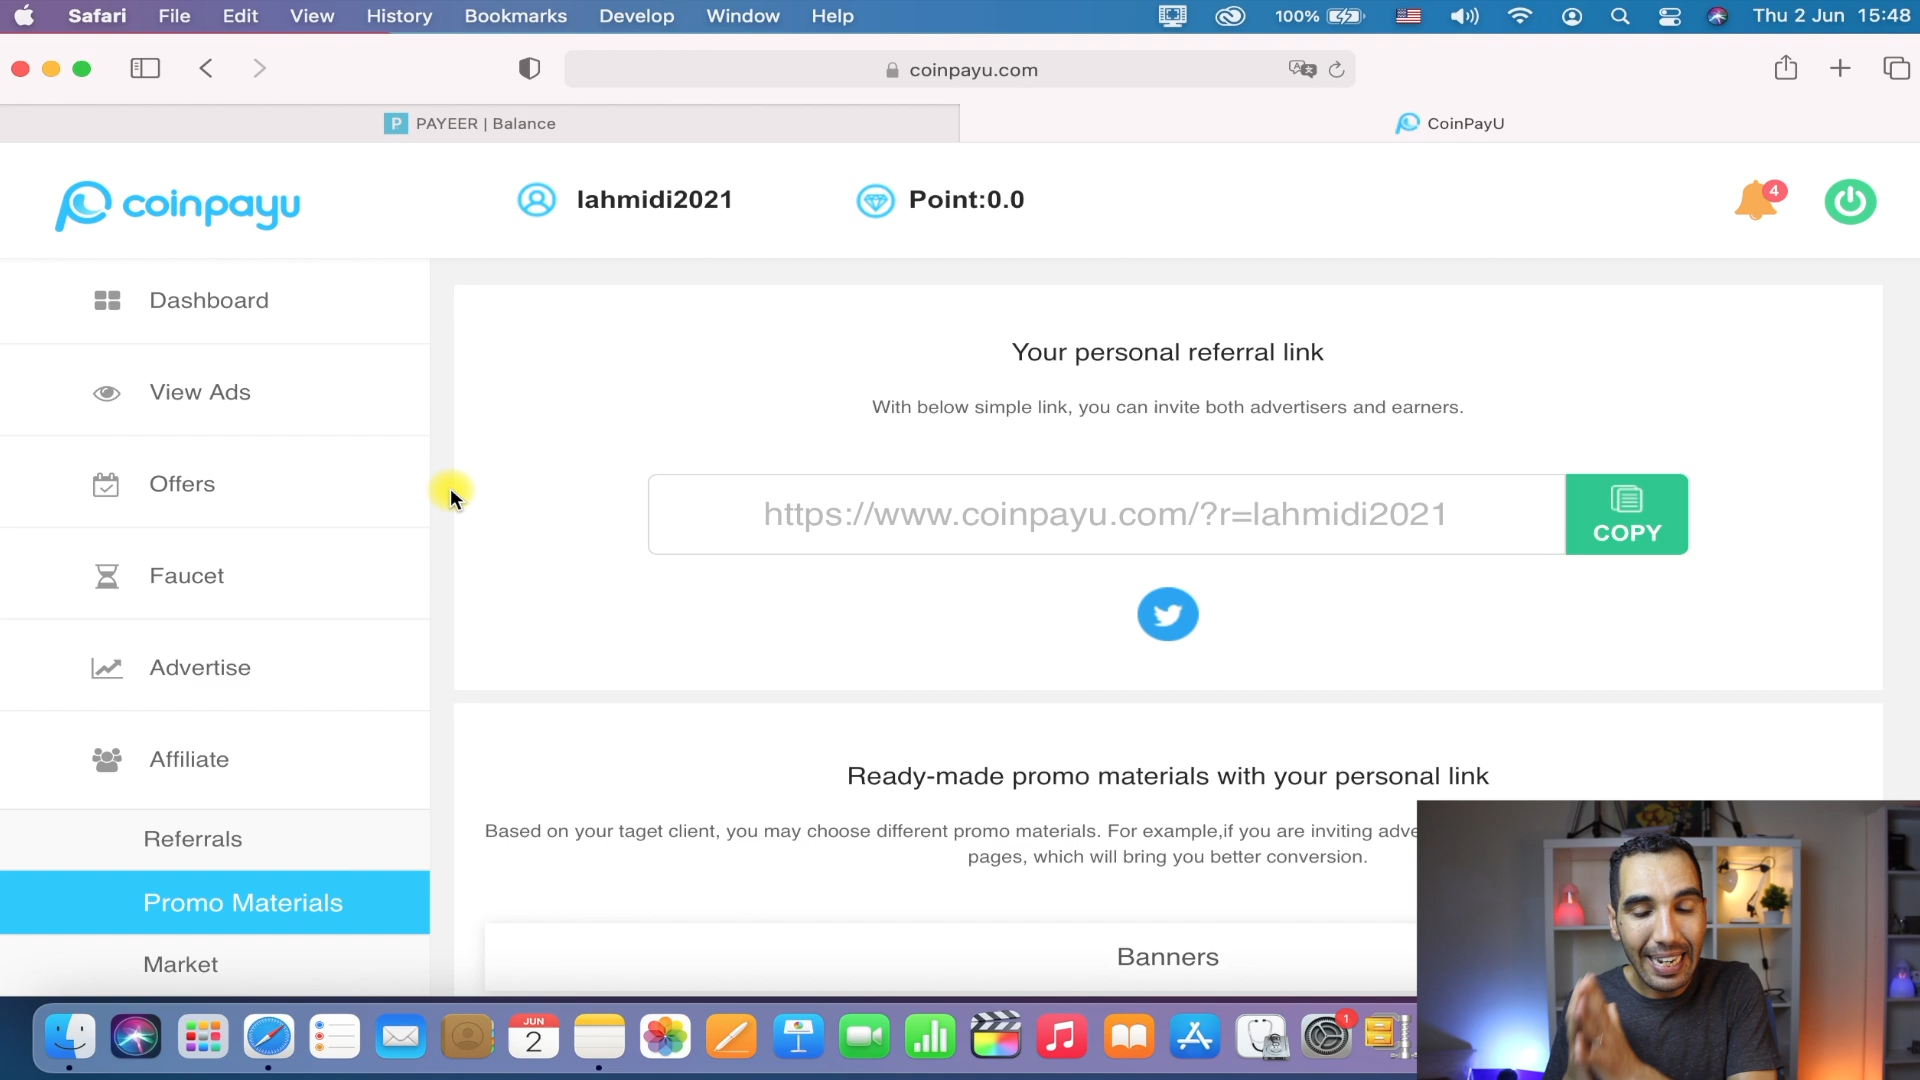 Safari File Edit View History Bookmarks Develop Window Help 100% Thu 2 Jun 15:48
coinpayu.com
P PAYEER | Balance
CoinPayU
coinpayu
lahmidi2021
Point:0.0
4
Dashboard
View Ads
Offers
Faucet
Advertise
Affiliate
Referrals
Promo Materials
Market
Your personal referral link
With below simple link, you can invite both advertisers and earners.
https://www.coinpayu.com/?r=lahmidi2021
COPY
Ready-made promo materials with your personal link
Based on your taget client, you may choose different promo materials. For example,if you are inviting adve
pages, which will bring you better conversion.
Banners
JUN
2
1